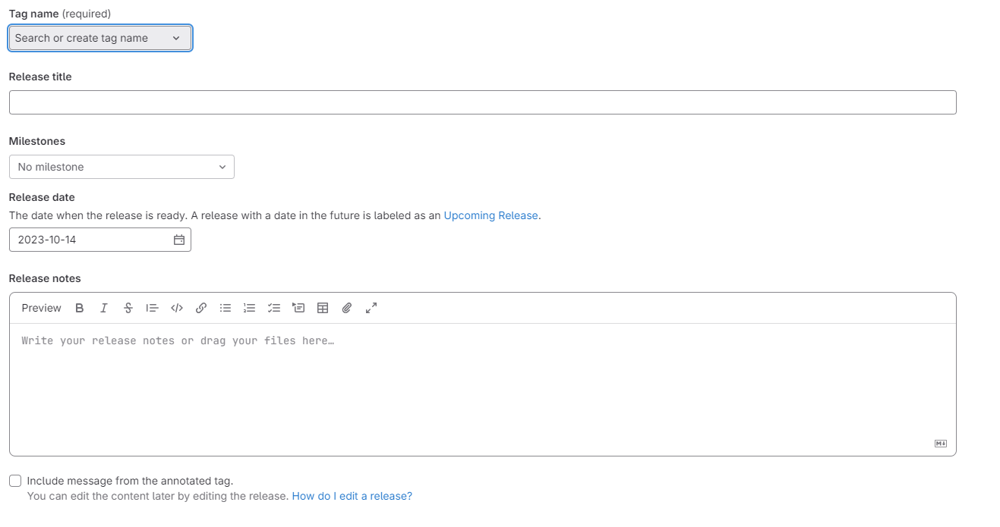 Tag name (required)
Search or create tag name
Release title
Milestones
No milestone
Release date
The date when the release is ready. A release with a date in the future is labeled as an Upcoming Release.
2023-10-14
Release notes
Preview
Write your release notes or drag your files here…
Include message from the annotated tag.
You can edit the content later by editing the release. How do I edit a release?